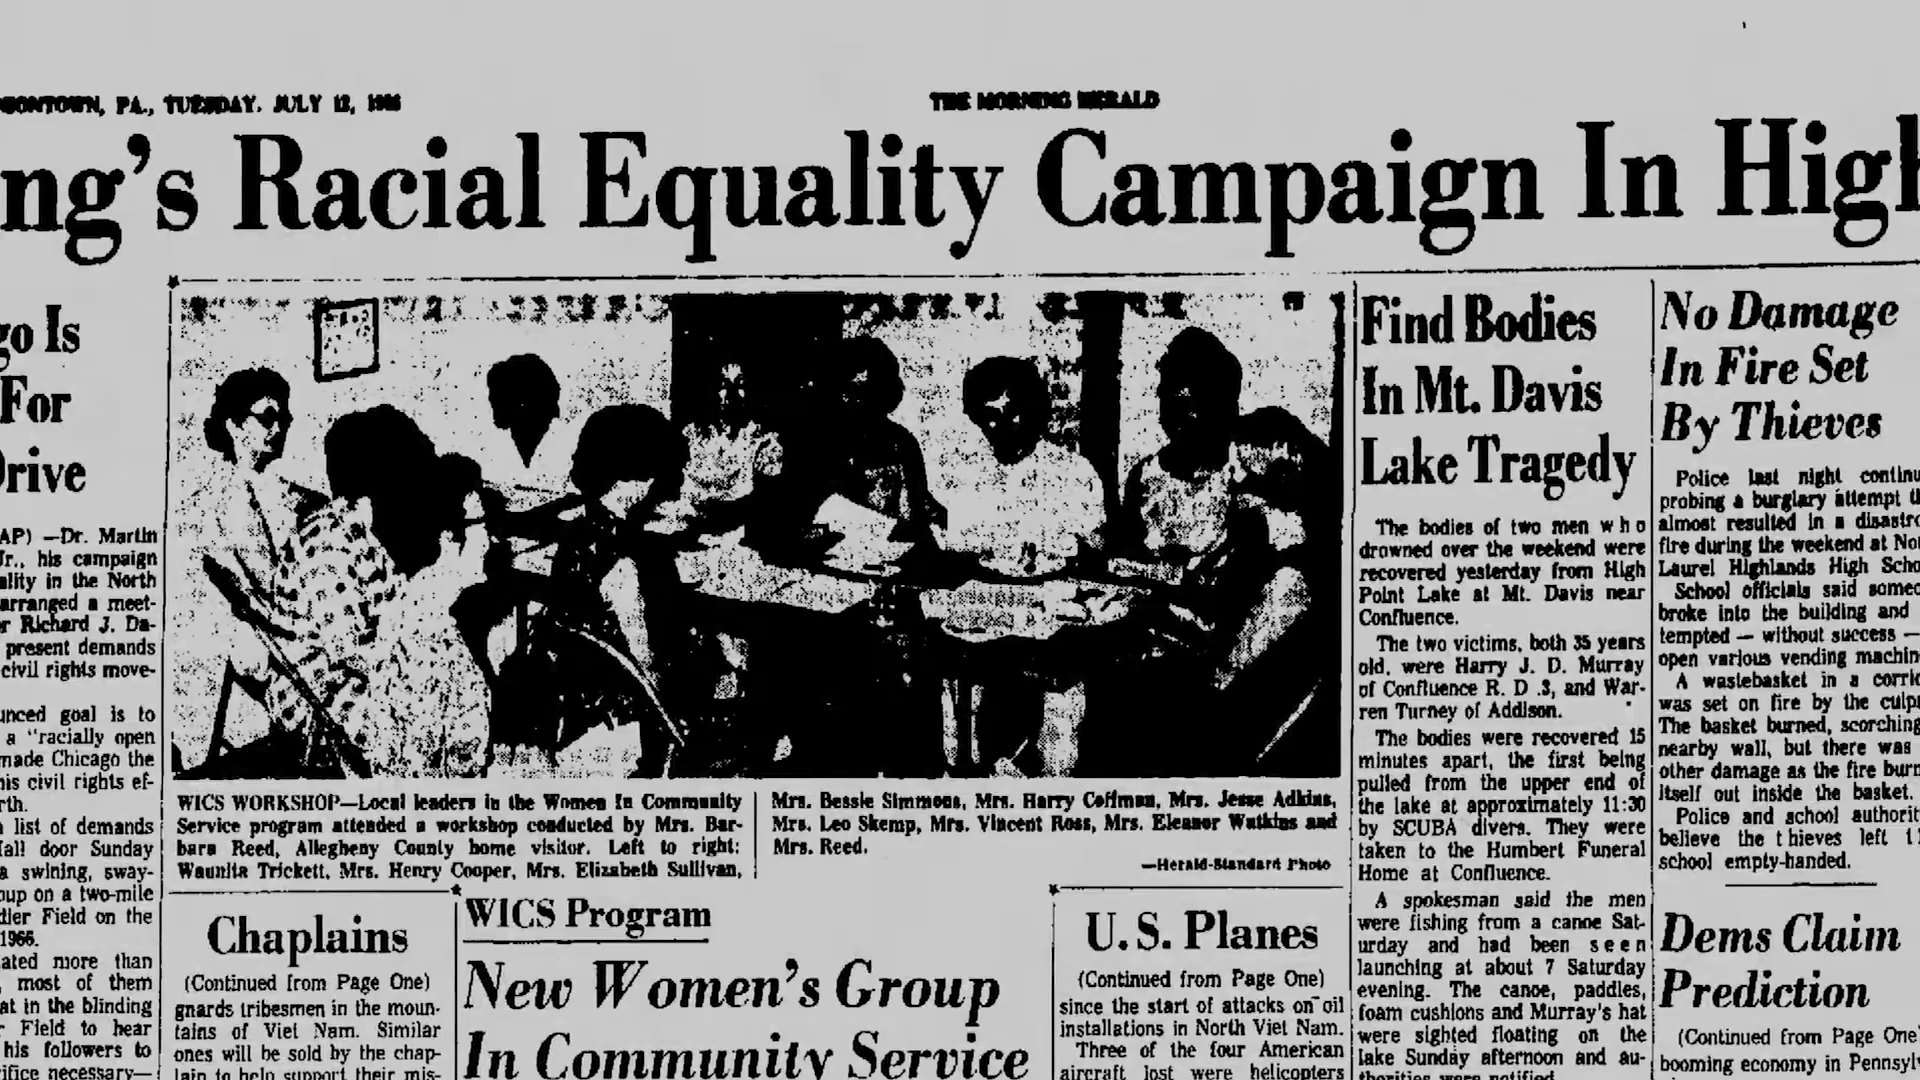 PA., TUESDAY, JULY 12, 1966
THE MORNING HERALD
ng's Racial Equality Campaign In High
go Is
For
Drive
AP) —Dr. Martin
Jr., his campaign
ality in the North
arranged a meet-
r Richard J. Da-
present demands
civil rights move-
unced goal is to
a "racially open
made Chicago the
his civil rights ef-
rth.
list of demands
Hall door Sunday
a swining, sway-
oup on a two-mile
dier Field on the
1966.
ated more than
most of them
at in the blinding
r Field to hear
his followers to
ifice necessary—
WICS WORKSHOP—Local leaders in the Women In Community
Service program attended a workshop conducted by Mrs. Bar-
bara Reed, Allegheny County home visitor. Left to right:
Waunita Trickett, Mrs. Henry Cooper, Mrs. Elizabeth Sullivan,
Mrs. Bessie Simmons, Mrs. Harry Coffman, Mrs. Jesse Adkins,
Mrs. Leo Skemp, Mrs. Vincent Ross, Mrs. Eleanor Watkins and
Mrs. Reed.
—Herald-Standard Photo
Chaplains
(Continued from Page One)
gnards tribesmen in the moun-
tains of Viet Nam. Similar
ones will be sold by the chap-
lain to help support their mis-
WICS Program
New Women's Group
In Community Service
U. S. Planes
(Continued from Page One)
since the start of attacks on oil
installations in North Viet Nam.
Three of the four American
aircraft lost were helicopters
Find Bodies
In Mt. Davis
Lake Tragedy
The bodies of two men who
drowned over the weekend were
recovered yesterday from High
Point Lake at Mt. Davis near
Confluence.
The two victims, both 35 years
old, were Harry J. D. Murray
of Confluence R. D .3, and War-
ren Turney of Addison.
The bodies were recovered 15
minutes apart, the first being
pulled from the upper end of
the lake at approximately 11:30
by SCUBA divers. They were
taken to the Humbert Funeral
Home at Confluence.
A spokesman said the men
were fishing from a canoe Sat-
urday and had been seen
launching at about 7 Saturday
evening. The canoe, paddles,
foam cushions and Murray's hat
were sighted floating on the
lake Sunday afternoon and au-
thorities were notified.
No Damage
In Fire Set
By Thieves
Police last night continu
probing a burglary attempt th
almost resulted in a disastro
fire during the weekend at No
Laurel Highlands High Scho
School officials said someo
broke into the building and
tempted — without success —
open various vending machin
A wastebasket in a corrid
was set on fire by the culp
The basket burned, scorching
nearby wall, but there was
other damage as the fire burn
itself out inside the basket.
Police and school authorit
believe the thieves left t
school empty-handed.
Dems Claim
Prediction
(Continued from Page One
booming economy in Pennsyl